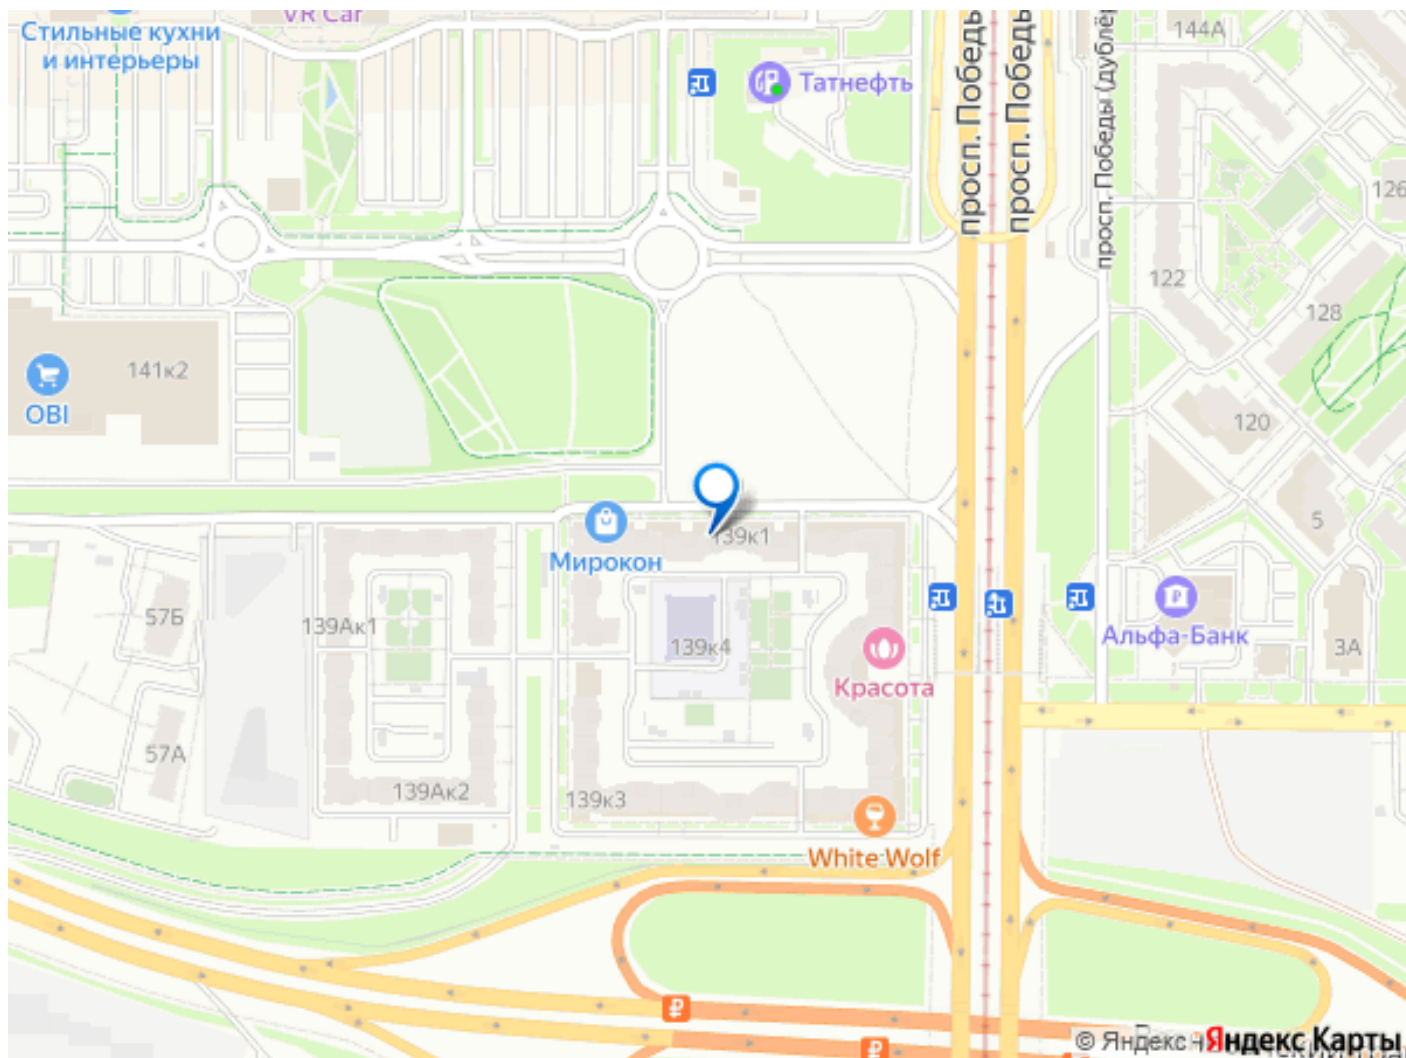 VR Car
Стильные кухни
и интерьеры
Татнефть
просп. Победы
просп. Победы
просп. Победы (дублёр
144А
126
122
128
141к2
OBI
120
5
139к1
Мирокон
57Б
139Ак1
139к4
Альфа-Банк
3А
Красота
57А
139Ак2
139к3
White Wolf
© Яндекс
Яндекс Карты